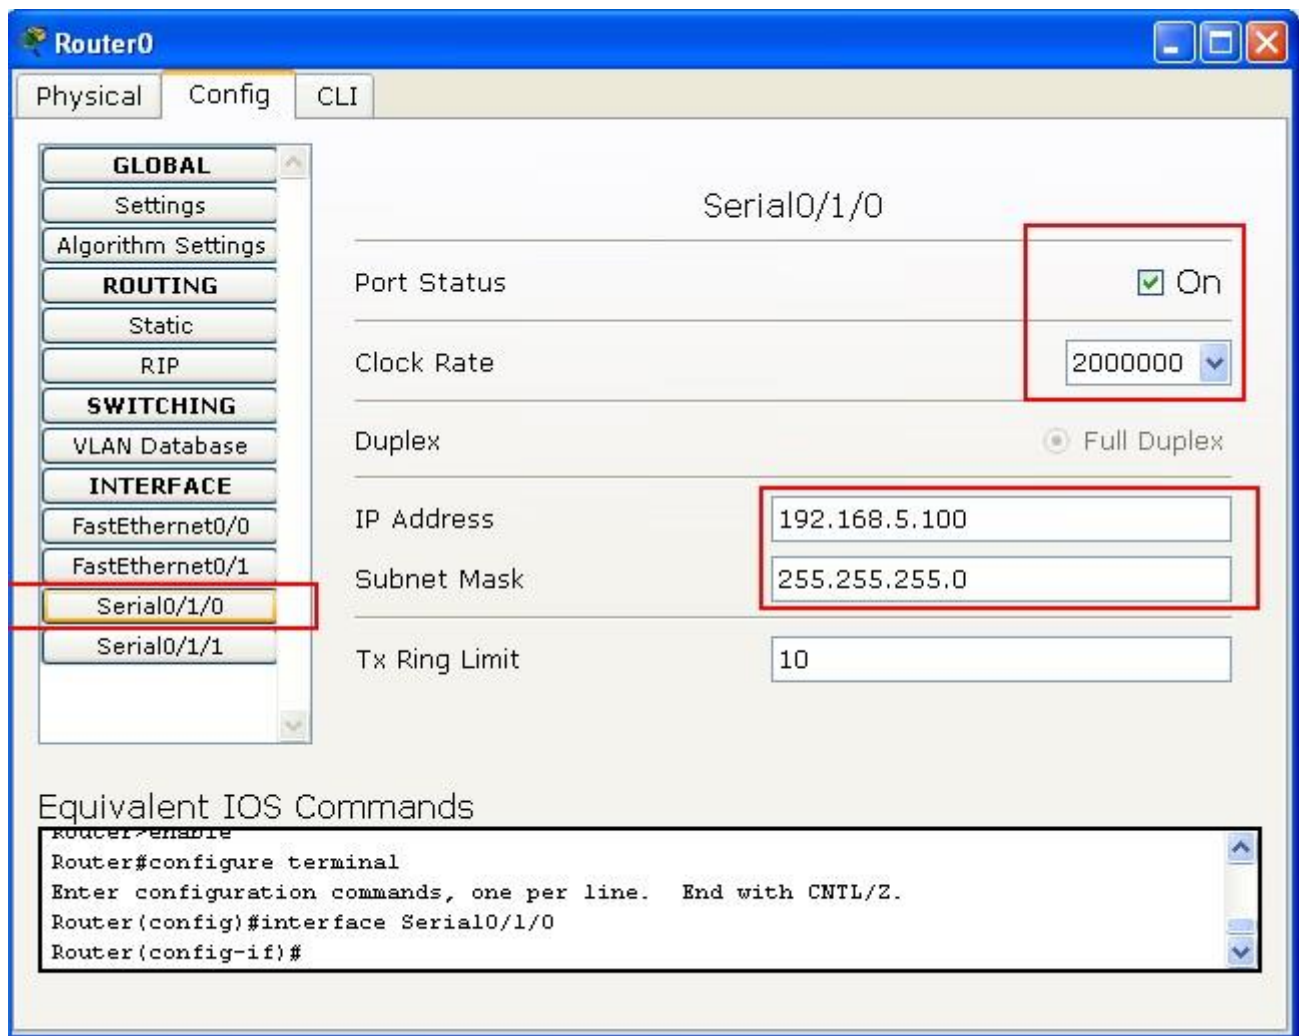 Router0
Physical Config CLI
GLOBAL
Settings
Algorithm Settings
ROUTING
Static
RIP
SWITCHING
VLAN Database
INTERFACE
FastEthernet0/0
FastEthernet0/1
Serial0/1/0
Serial0/1/1
Serial0/1/0
Port Status On
Clock Rate 2000000
Duplex Full Duplex
IP Address 192.168.5.100
Subnet Mask 255.255.255.0
Tx Ring Limit 10
Equivalent IOS Commands
Router>enable
Router#configure terminal
Enter configuration commands, one per line.  End with CNTL/Z.
Router(config)#interface Serial0/1/0
Router(config-if)#